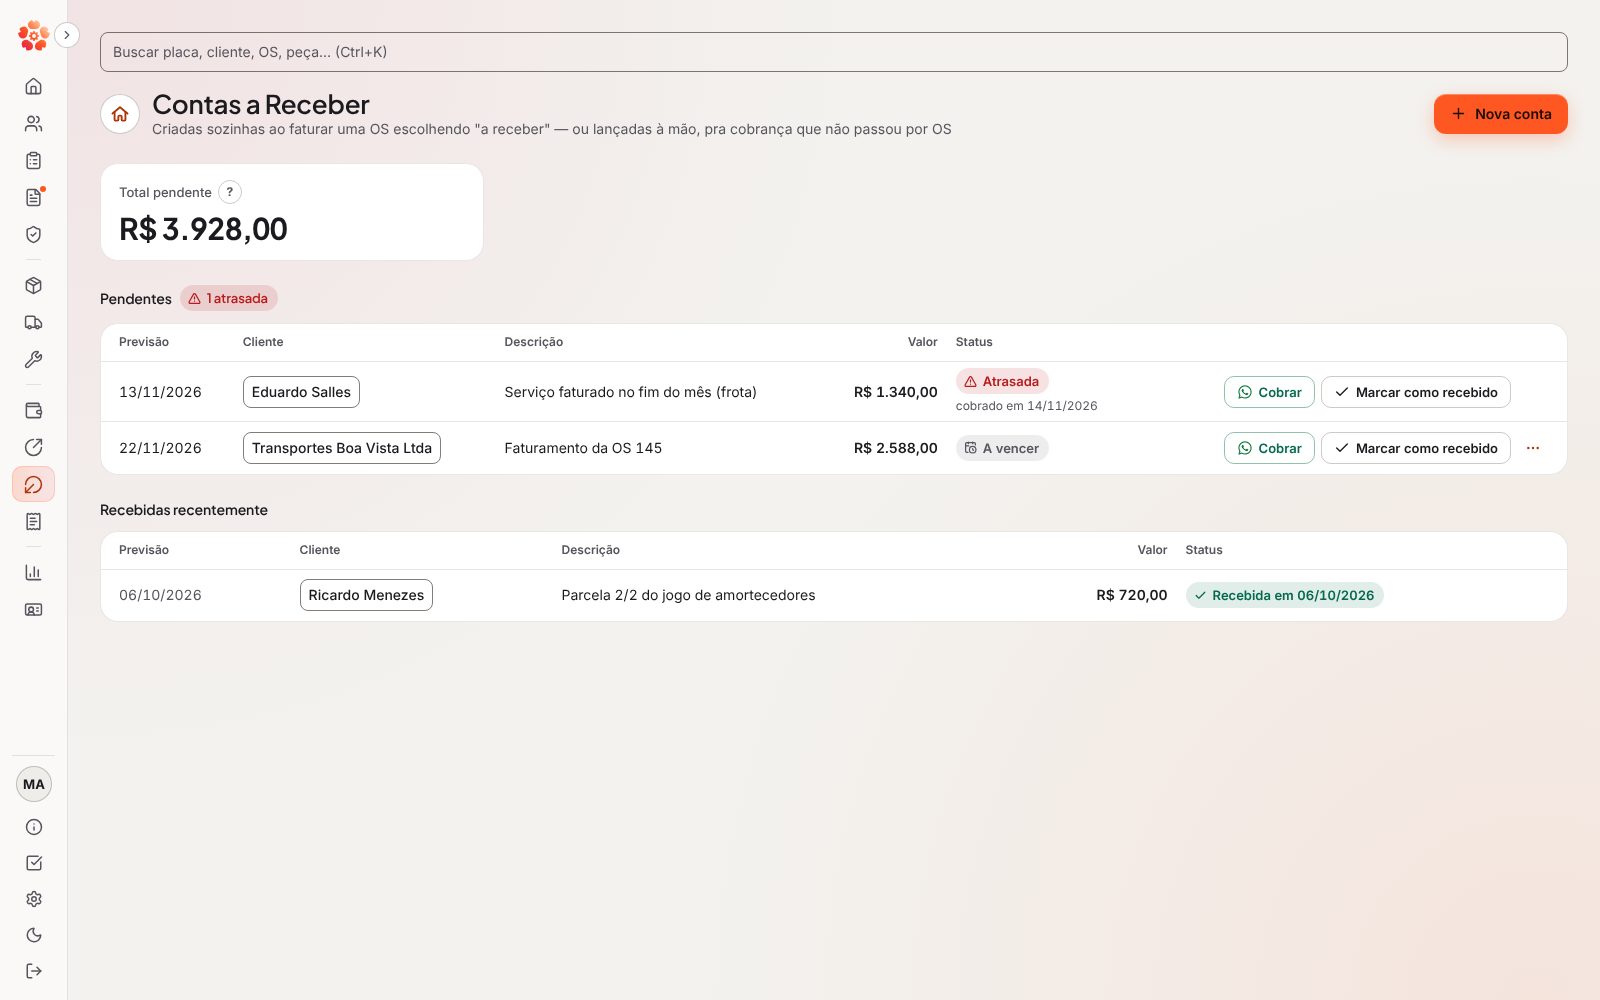 Buscar placa, cliente, OS, peça... (Ctrl+K)
Contas a Receber
Criadas sozinhas ao faturar uma OS escolhendo "a receber" — ou lançadas à mão, pra cobrança que não passou por OS
Nova conta
Total pendente ?
R$ 3.928,00
Pendentes 1 atrasada
Previsão Cliente Descrição Valor Status
13/11/2026 Eduardo Salles Serviço faturado no fim do mês (frota) R$ 1.340,00 Atrasada Cobrar Marcar como recebido
cobrado em 14/11/2026
22/11/2026 Transportes Boa Vista Ltda Faturamento da OS 145 R$ 2.588,00 A vencer Cobrar Marcar como recebido ...
Recebidas recentemente
Previsão Cliente Descrição Valor Status
06/10/2026 Ricardo Menezes Parcela 2/2 do jogo de amortecedores R$ 720,00 Recebida em 06/10/2026
MA